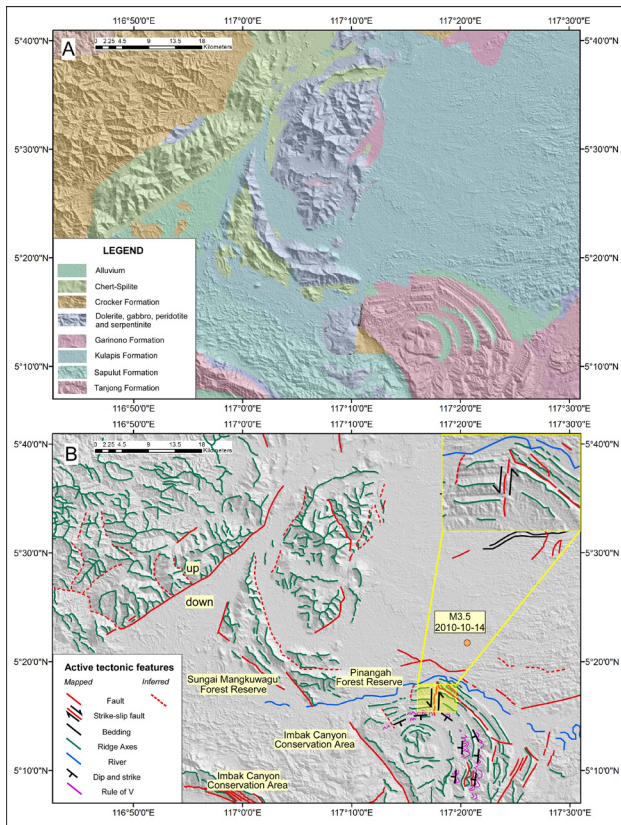 116°50'0"E 117°0'0"E 117°10'0"E 117°20'0"E 117°30'0"E
A
0 2.25 4.5 9 13.5 18
Kilometers
5°40'0"N 5°40'0"N
5°30'0"N 5°30'0"N
5°20'0"N 5°20'0"N
5°10'0"N 5°10'0"N
LEGEND
Alluvium
Chert-Spilite
Crocker Formation
Dolerite, gabbro, peridotite
and serpentinite
Garinono Formation
Kulapis Formation
Sapulut Formation
Tanjong Formation
116°50'0"E 117°0'0"E 117°10'0"E 117°20'0"E 117°30'0"E
B
0 2.25 4.5 9 13.5 18
Kilometers
5°40'0"N 5°40'0"N
5°30'0"N 5°30'0"N
5°20'0"N 5°20'0"N
5°10'0"N 5°10'0"N
up
down
M3.5
2010-10-14
Sungai Mangkuwagu
Forest Reserve
Pinangah
Forest Reserve
Imbak Canyon
Conservation Area
Imbak Canyon
Conservation Area
Active tectonic features
Mapped Inferred
Fault
Strike-slip fault
Bedding
Ridge Axes
River
Dip and strike
Rule of V
116°50'0"E 117°0'0"E 117°10'0"E 117°20'0"E 117°30'0"E